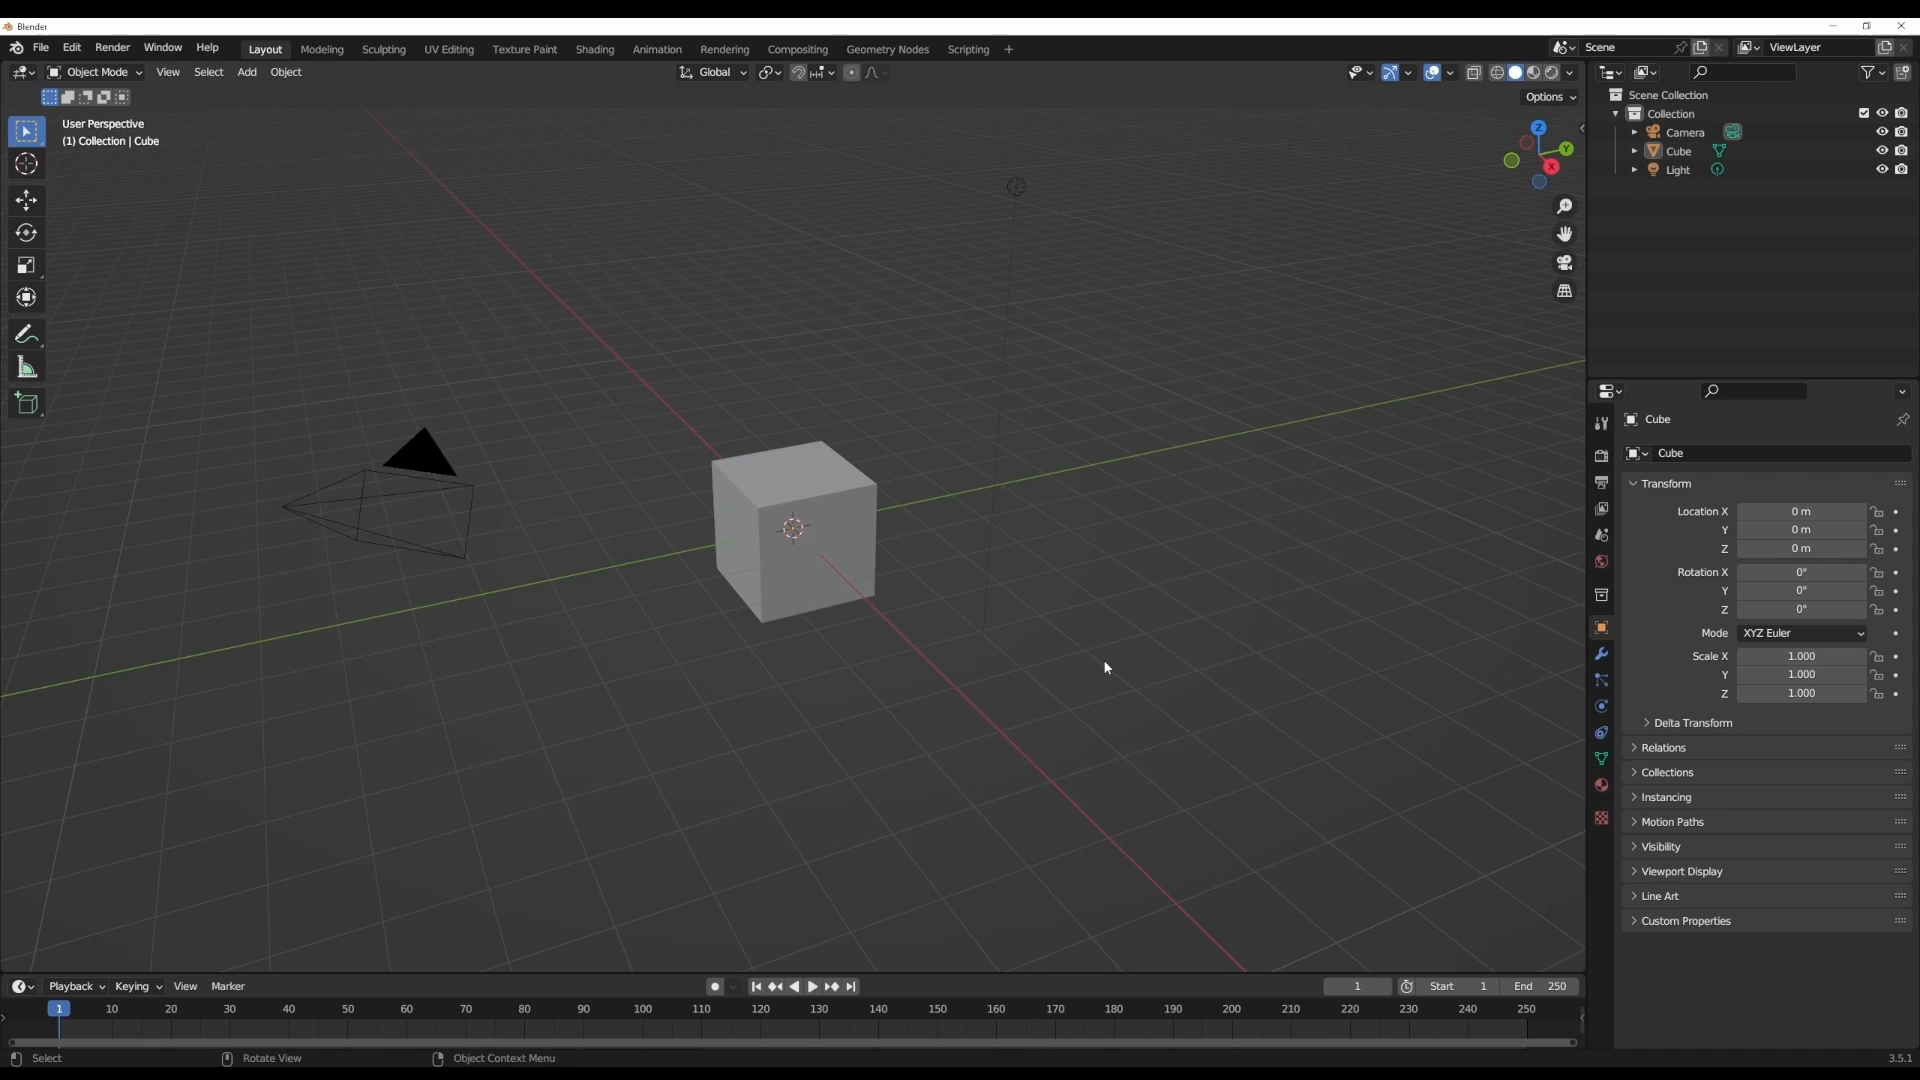 Blender
File Edit Render Window Help Layout Modeling Sculpting UV Editing Texture Paint Shading Animation Rendering Compositing Geometry Nodes Scripting + Scene ViewLayer
Object Mode View Select Add Object Global
Options
User Perspective
(1) Collection | Cube
Z
Y
X
Scene Collection
Collection
Camera
Cube
Light
Cube
Cube
Transform
Location X 0 m
Y 0 m
Z 0 m
Rotation X 0°
Y 0°
Z 0°
Mode XYZ Euler
Scale X 1.000
Y 1.000
Z 1.000
Delta Transform
Relations
Collections
Instancing
Motion Paths
Visibility
Viewport Display
Line Art
Custom Properties
Playback Keying View Marker 1 Start 1 End 250
1 10 20 30 40 50 60 70 80 90 100 110 120 130 140 150 160 170 180 190 200 210 220 230 240 250
Select Rotate View Object Context Menu 3.5.1